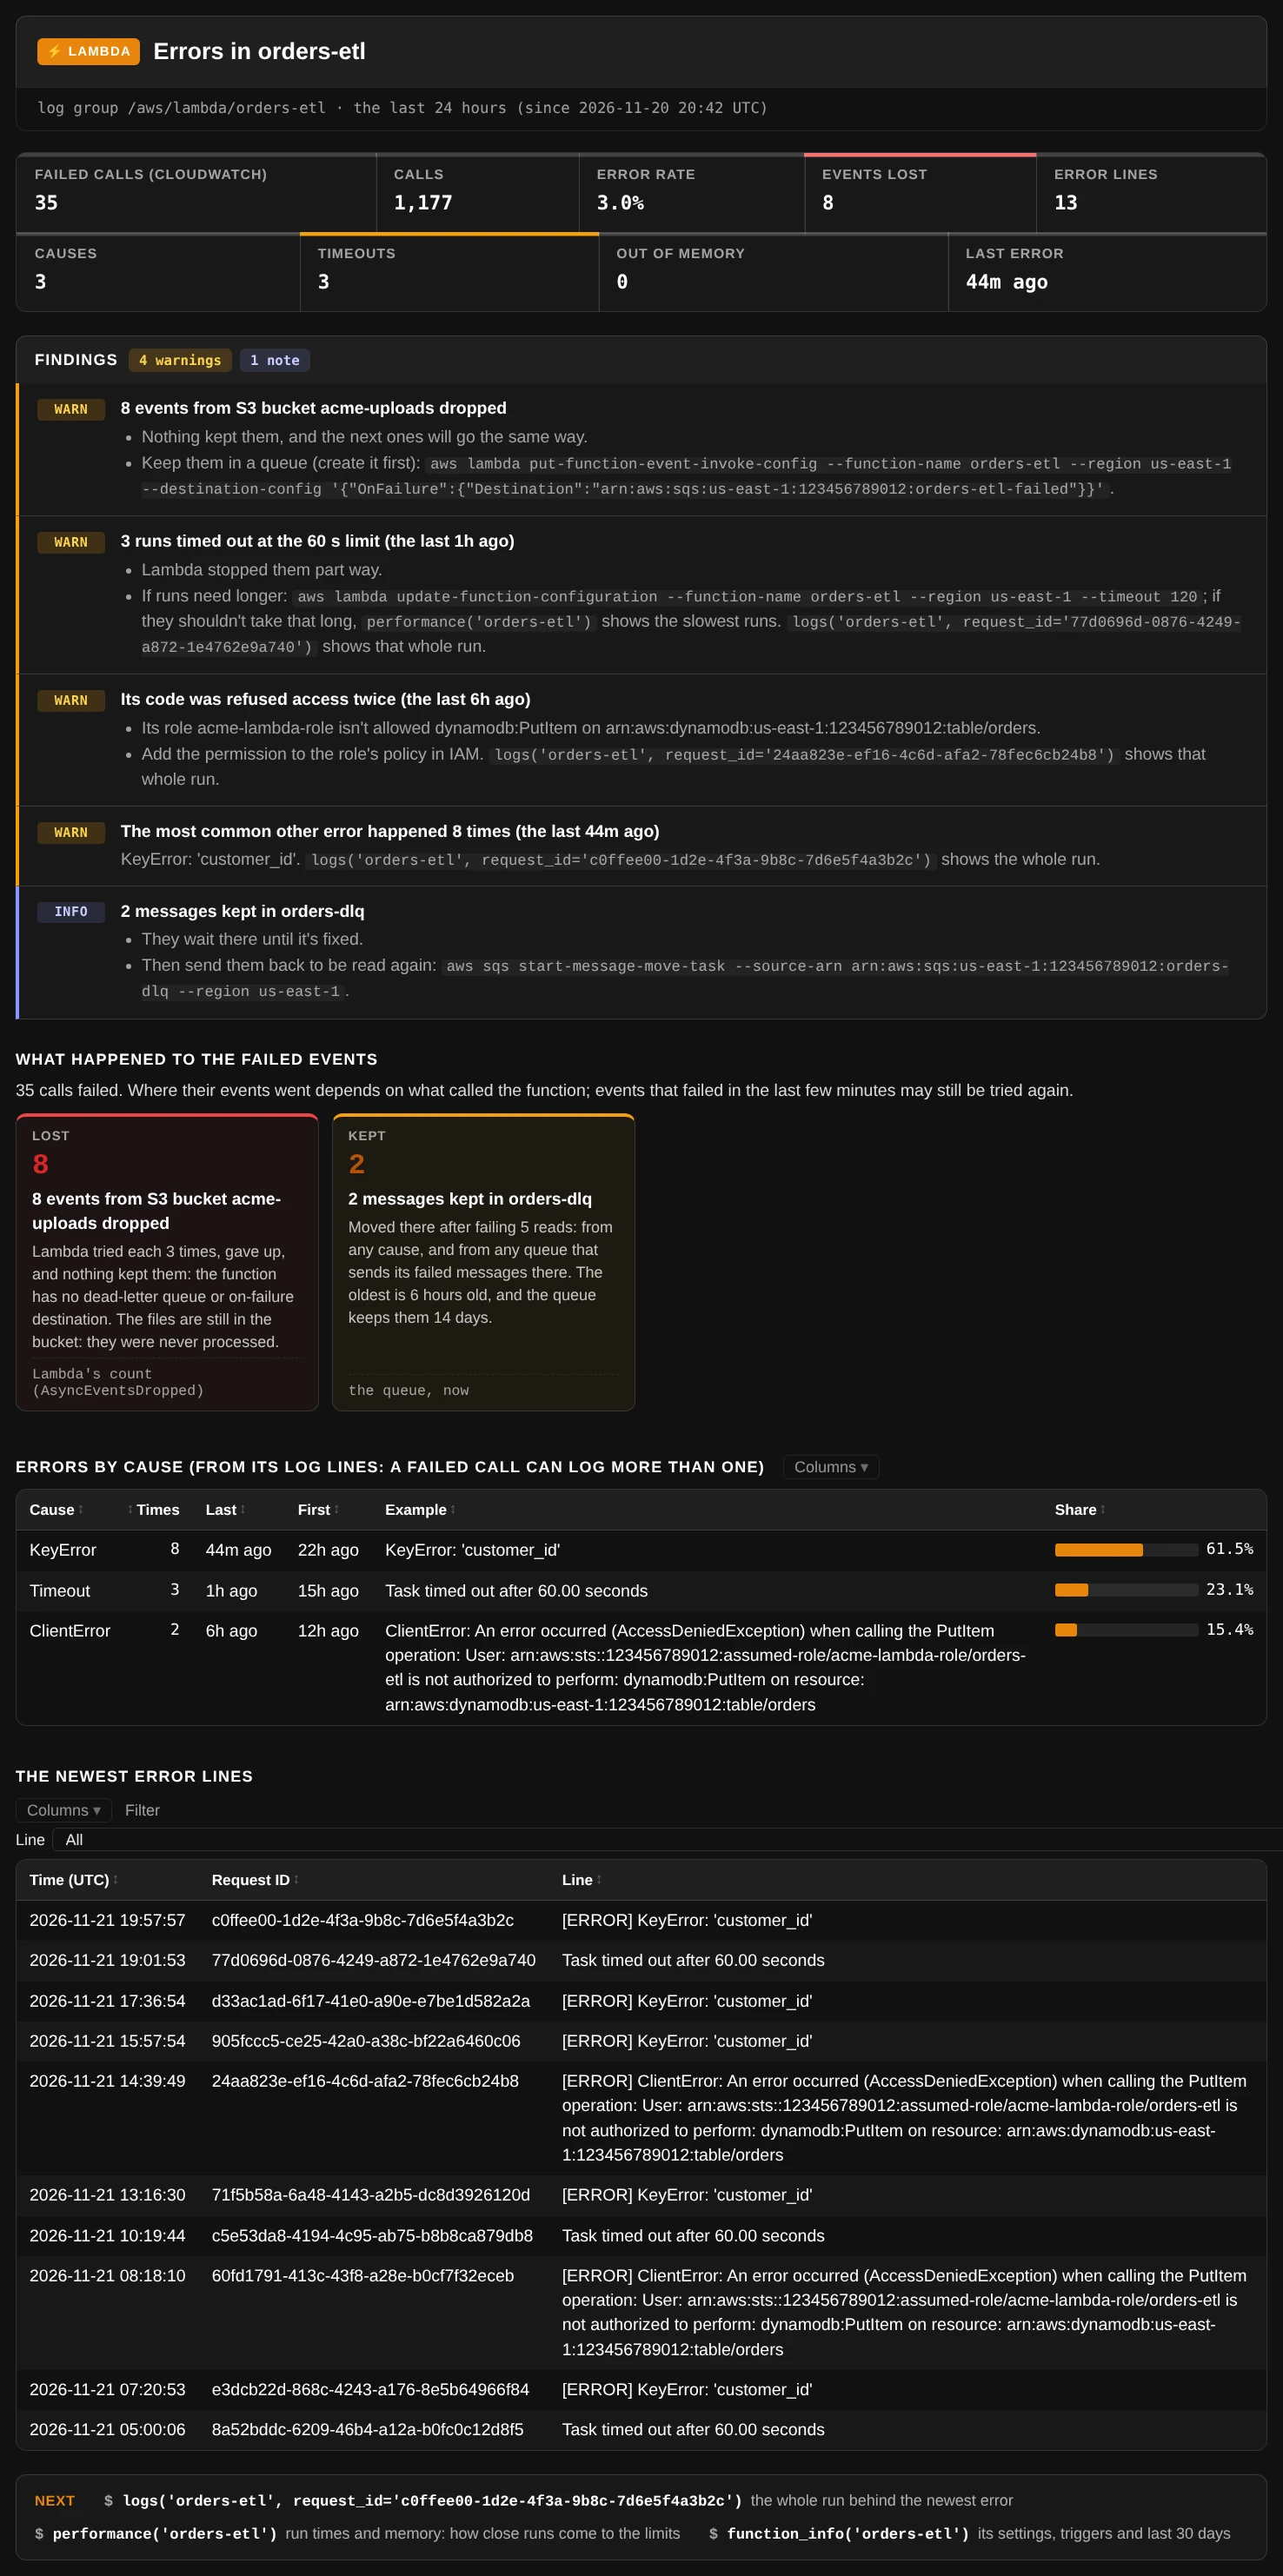 ⚡ LAMBDA Errors in orders-etl
log group /aws/lambda/orders-etl · the last 24 hours (since 2026-11-20 20:42 UTC)
FAILED CALLS (CLOUDWATCH) CALLS ERROR RATE EVENTS LOST ERROR LINES
35 1,177 3.0% 8 13
CAUSES TIMEOUTS OUT OF MEMORY LAST ERROR
3 3 0 44m ago
FINDINGS 4 warnings 1 note
WARN 8 events from S3 bucket acme-uploads dropped
• Nothing kept them, and the next ones will go the same way.
• Keep them in a queue (create it first): aws lambda put-function-event-invoke-config --function-name orders-etl --region us-east-1
--destination-config '{"OnFailure":{"Destination":"arn:aws:sqs:us-east-1:123456789012:orders-etl-failed"}}'.
WARN 3 runs timed out at the 60 s limit (the last 1h ago)
• Lambda stopped them part way.
• If runs need longer: aws lambda update-function-configuration --function-name orders-etl --region us-east-1 --timeout 120; if
they shouldn't take that long, performance('orders-etl') shows the slowest runs. logs('orders-etl', request_id='77d0696d-0876-4249-
a872-1e4762e9a740') shows that whole run.
WARN Its code was refused access twice (the last 6h ago)
• Its role acme-lambda-role isn't allowed dynamodb:PutItem on arn:aws:dynamodb:us-east-1:123456789012:table/orders.
• Add the permission to the role's policy in IAM. logs('orders-etl', request_id='24aa823e-ef16-4c6d-afa2-78fec6cb24b8') shows that
whole run.
WARN The most common other error happened 8 times (the last 44m ago)
KeyError: 'customer_id'. logs('orders-etl', request_id='c0ffee00-1d2e-4f3a-9b8c-7d6e5f4a3b2c') shows the whole run.
INFO 2 messages kept in orders-dlq
• They wait there until it's fixed.
• Then send them back to be read again: aws sqs start-message-move-task --source-arn arn:aws:sqs:us-east-1:123456789012:orders-
dlq --region us-east-1.
WHAT HAPPENED TO THE FAILED EVENTS
35 calls failed. Where their events went depends on what called the function; events that failed in the last few minutes may still be tried again.
LOST
8
8 events from S3 bucket acme-
uploads dropped
Lambda tried each 3 times, gave up,
and nothing kept them: the function
has no dead-letter queue or on-failure
destination. The files are still in the
bucket: they were never processed.
Lambda's count
(AsyncEventsDropped)
KEPT
2
2 messages kept in orders-dlq
Moved there after failing 5 reads: from
any cause, and from any queue that
sends its failed messages there. The
oldest is 6 hours old, and the queue
keeps them 14 days.
the queue, now
ERRORS BY CAUSE (FROM ITS LOG LINES: A FAILED CALL CAN LOG MORE THAN ONE) Columns ▾
Cause ↕ ↕ Times Last ↕ First ↕ Example ↕ Share ↕
KeyError 8 44m ago 22h ago KeyError: 'customer_id' 61.5%
Timeout 3 1h ago 15h ago Task timed out after 60.00 seconds 23.1%
ClientError 2 6h ago 12h ago ClientError: An error occurred (AccessDeniedException) when calling the PutItem 15.4%
operation: User: arn:aws:sts::123456789012:assumed-role/acme-lambda-role/orders-
etl is not authorized to perform: dynamodb:PutItem on resource:
arn:aws:dynamodb:us-east-1:123456789012:table/orders
THE NEWEST ERROR LINES
Columns ▾ Filter
Line All
Time (UTC) ↕ Request ID ↕ Line ↕
2026-11-21 19:57:57 c0ffee00-1d2e-4f3a-9b8c-7d6e5f4a3b2c [ERROR] KeyError: 'customer_id'
2026-11-21 19:01:53 77d0696d-0876-4249-a872-1e4762e9a740 Task timed out after 60.00 seconds
2026-11-21 17:36:54 d33ac1ad-6f17-41e0-a90e-e7be1d582a2a [ERROR] KeyError: 'customer_id'
2026-11-21 15:57:54 905fccc5-ce25-42a0-a38c-bf22a6460c06 [ERROR] KeyError: 'customer_id'
2026-11-21 14:39:49 24aa823e-ef16-4c6d-afa2-78fec6cb24b8 [ERROR] ClientError: An error occurred (AccessDeniedException) when calling the PutItem
operation: User: arn:aws:sts::123456789012:assumed-role/acme-lambda-role/orders-etl is
not authorized to perform: dynamodb:PutItem on resource: arn:aws:dynamodb:us-east-
1:123456789012:table/orders
2026-11-21 13:16:30 71f5b58a-6a48-4143-a2b5-dc8d3926120d [ERROR] KeyError: 'customer_id'
2026-11-21 10:19:44 c5e53da8-4194-4c95-ab75-b8b8ca879db8 Task timed out after 60.00 seconds
2026-11-21 08:18:10 60fd1791-413c-43f8-a28e-b0cf7f32eceb [ERROR] ClientError: An error occurred (AccessDeniedException) when calling the PutItem
operation: User: arn:aws:sts::123456789012:assumed-role/acme-lambda-role/orders-etl is
not authorized to perform: dynamodb:PutItem on resource: arn:aws:dynamodb:us-east-
1:123456789012:table/orders
2026-11-21 07:20:53 e3dcb22d-868c-4243-a176-8e5b64966f84 [ERROR] KeyError: 'customer_id'
2026-11-21 05:00:06 8a52bddc-6209-46b4-a12a-b0fc0c12d8f5 Task timed out after 60.00 seconds
NEXT $ logs('orders-etl', request_id='c0ffee00-1d2e-4f3a-9b8c-7d6e5f4a3b2c') the whole run behind the newest error
$ performance('orders-etl') run times and memory: how close runs come to the limits $ function_info('orders-etl') its settings, triggers and last 30 days